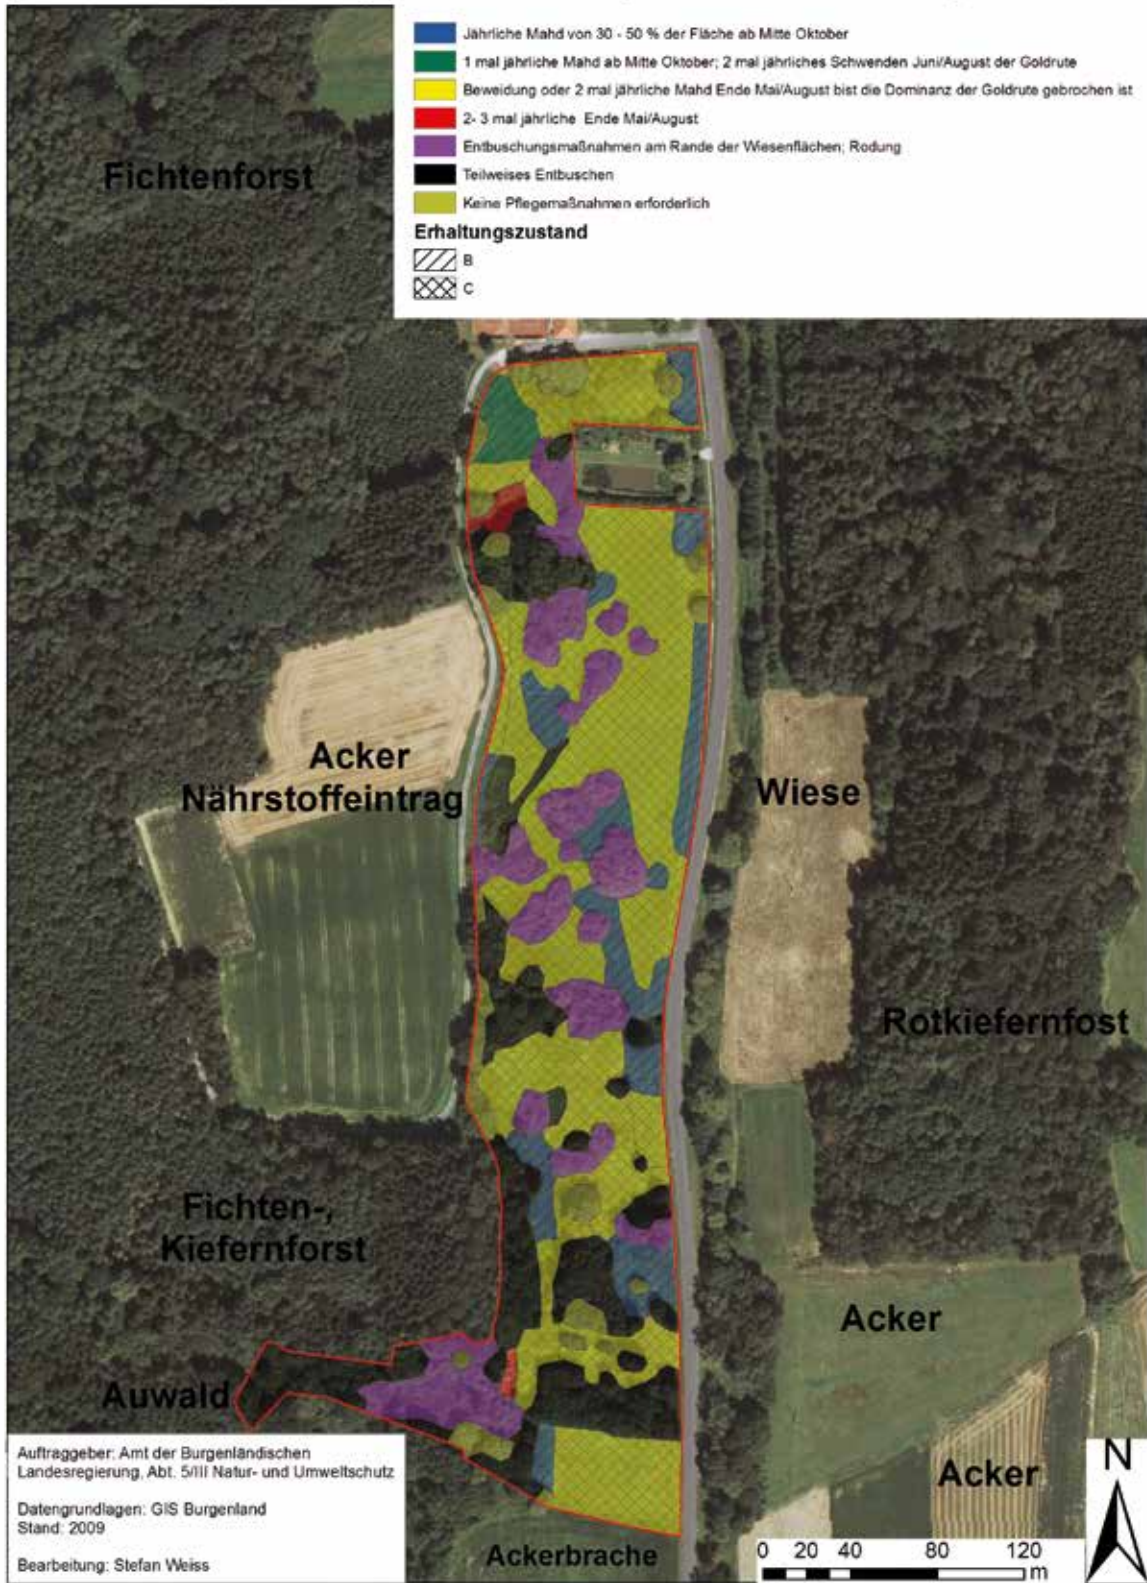 Jährliche Mahd von 30 - 50 % der Fläche ab Mitte Oktober
1 mal jährliche Mahd ab Mitte Oktober; 2 mal jährliches Schwenden Juni/August der Goldrute
Beweidung oder 2 mal jährliche Mahd Ende Mai/August bist die Dominanz der Goldrute gebrochen ist
2- 3 mal jährliche Ende Mai/August
Entbuschungsmaßnahmen am Rande der Wiesenflächen; Rodung
Teilweises Entbuschen
Keine Pflegemaßnahmen erforderlich
Erhaltungszustand
B
C
Fichtenforst
Acker
Nährstoffeintrag
Wiese
Rotkiefernfost
Fichten-,
Kiefernforst
Acker
Auwald
Acker
Ackerbrache
Auftraggeber: Amt der Burgenländischen
Landesregierung, Abt. 5/III Natur- und Umweltschutz
Datengrundlagen: GIS Burgenland
Stand: 2009
Bearbeitung: Stefan Weiss
N
0 20 40 80 120
m